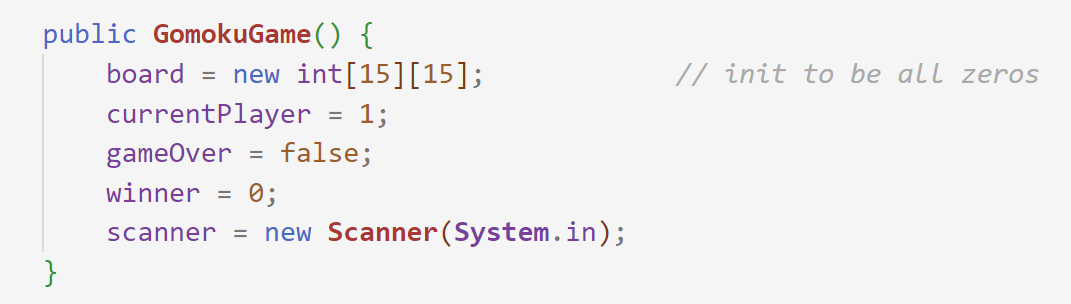 public GomokuGame() {
    board = new int[15][15];            // init to be all zeros
    currentPlayer = 1;
    gameOver = false;
    winner = 0;
    scanner = new Scanner(System.in);
}